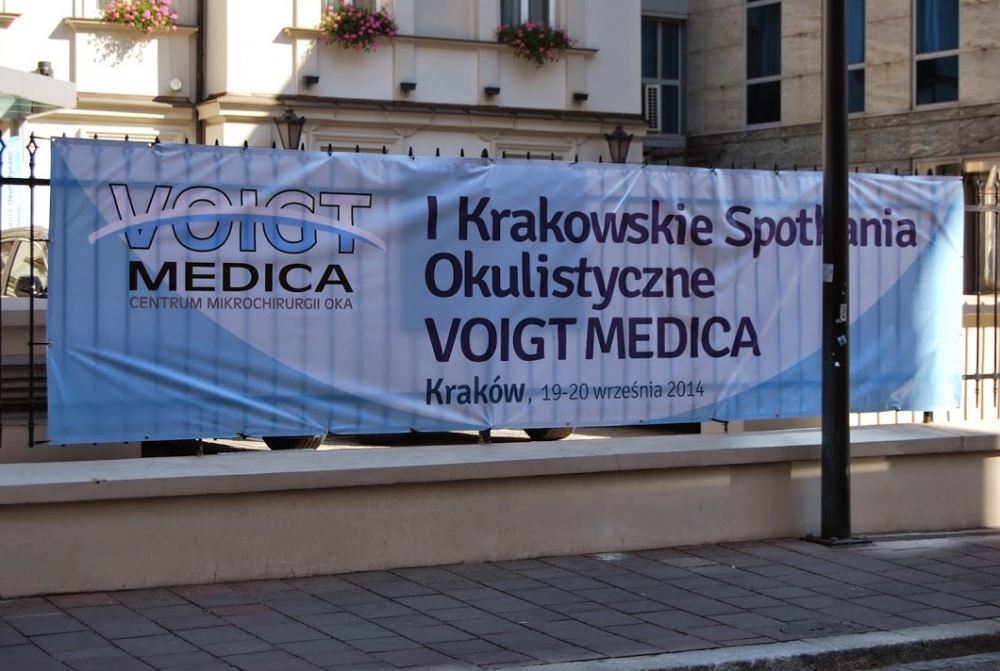 VOIGT
MEDICA
CENTRUM MIKROCHIRURGII OKA
I Krakowskie Spotkania
Okulistyczne
VOIGT MEDICA
Kraków, 19-20 września 2014